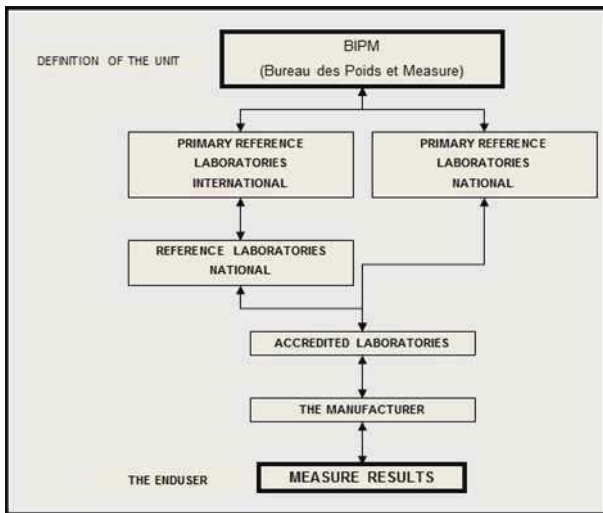 DEFINITION OF THE UNIT
BIPM
(Bureau des Poids et Measure)
PRIMARY REFERENCE
LABORATORIES
INTERNATIONAL
PRIMARY REFERENCE
LABORATORIES
NATIONAL
REFERENCE LABORATORIES
NATIONAL
ACCREDITED LABORATORIES
THE MANUFACTURER
THE ENDUSER
MEASURE RESULTS